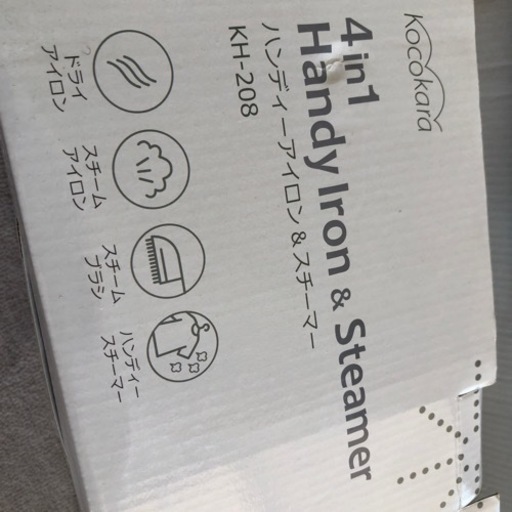 kocokara
4 in1
Handy Iron & Steamer
ハンディーアイロン & スチーマー
KH-208
ドライ
アイロン
スチーム
アイロン
スチーム
ブラシ
ハンディー
スチーマー